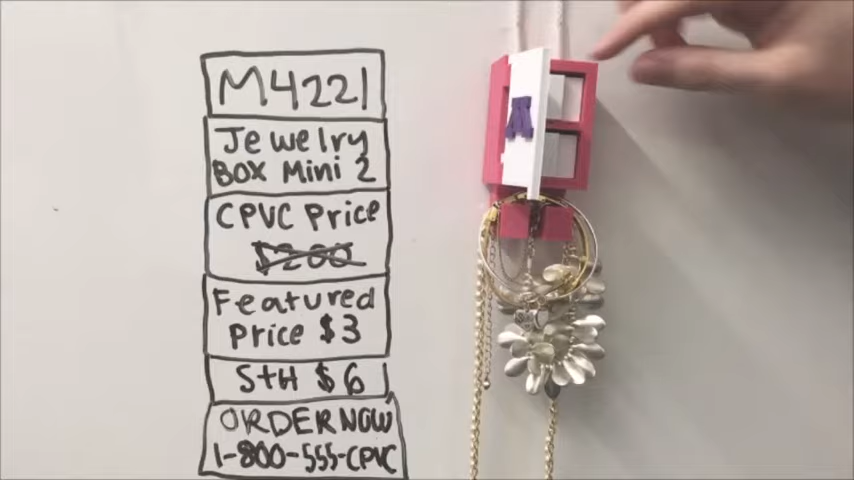 M4221
Jewelry
BOX Mini 2
CPVC Price
$200
Featured
Price $3
S+H $6
ORDER NOW
1-800-555-CPVC